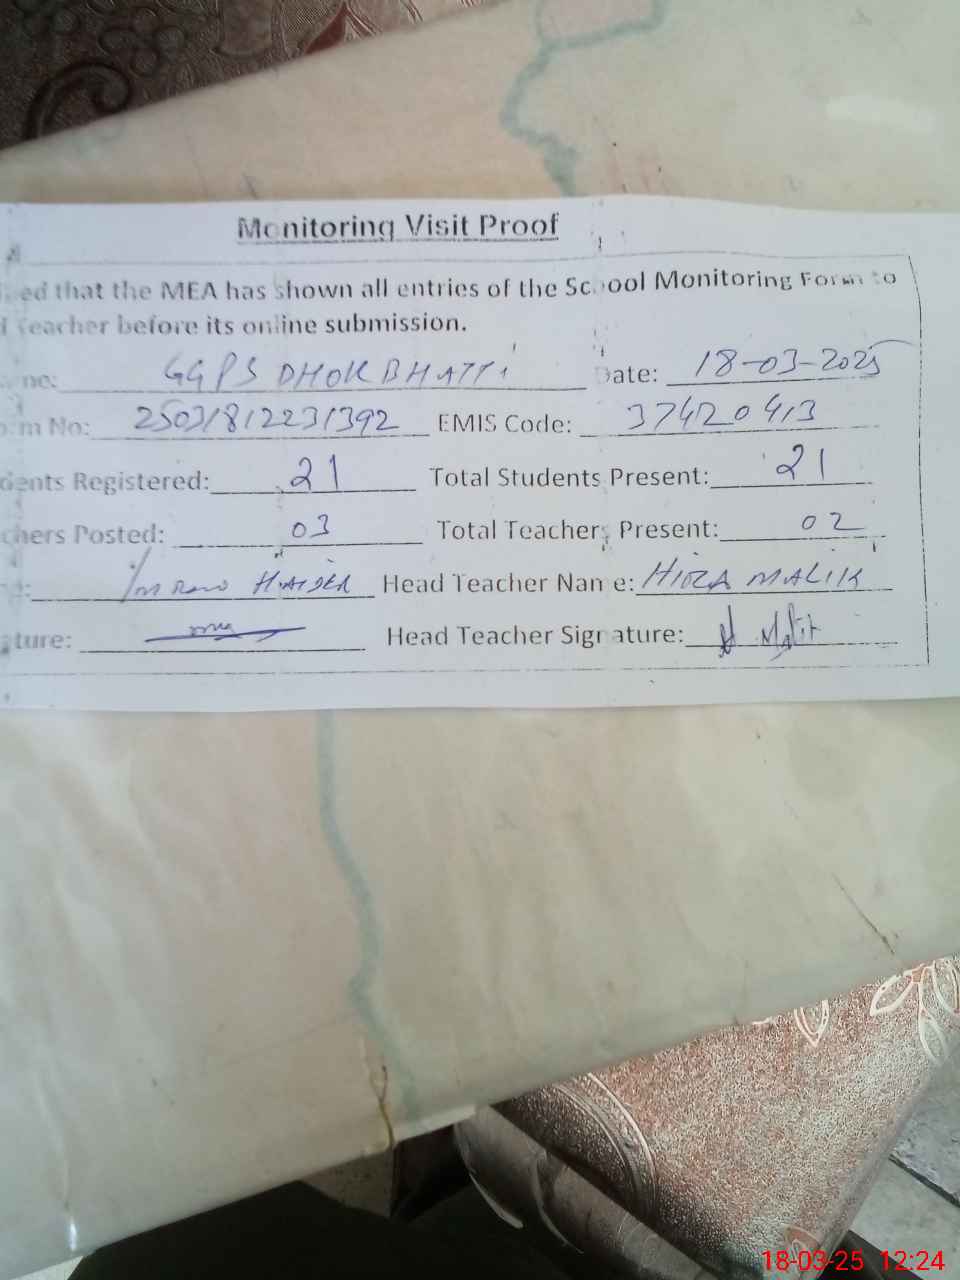 Monitoring Visit Proof
ed that the MEA has shown all entries of the School Monitoring Form to
Teacher before its online submission.
GGPS DHOK BHATTI Date: 18-03-2025
No: 25031812231392 EMIS Code: 37420413
dents Registered: 21 Total Students Present: 21
chers Posted: 03 Total Teachers Present: 02
Imran HAIDER Head Teacher Name: HIRA MALIK
ature: Head Teacher Signature: H Malik
18-03-25 12:24